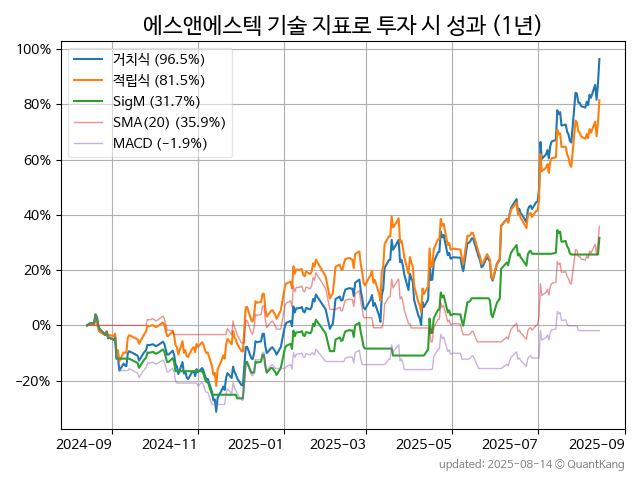 에스앤에스텍 기술 지표로 투자 시 성과 (1년)
100%
80%
60%
40%
20%
0%
−20%
거치식 (96.5%)
적립식 (81.5%)
SigM (31.7%)
SMA(20) (35.9%)
MACD (−1.9%)
2024-09 2024-11 2025-01 2025-03 2025-05 2025-07 2025-09
updated: 2025-08-14 © QuantKang